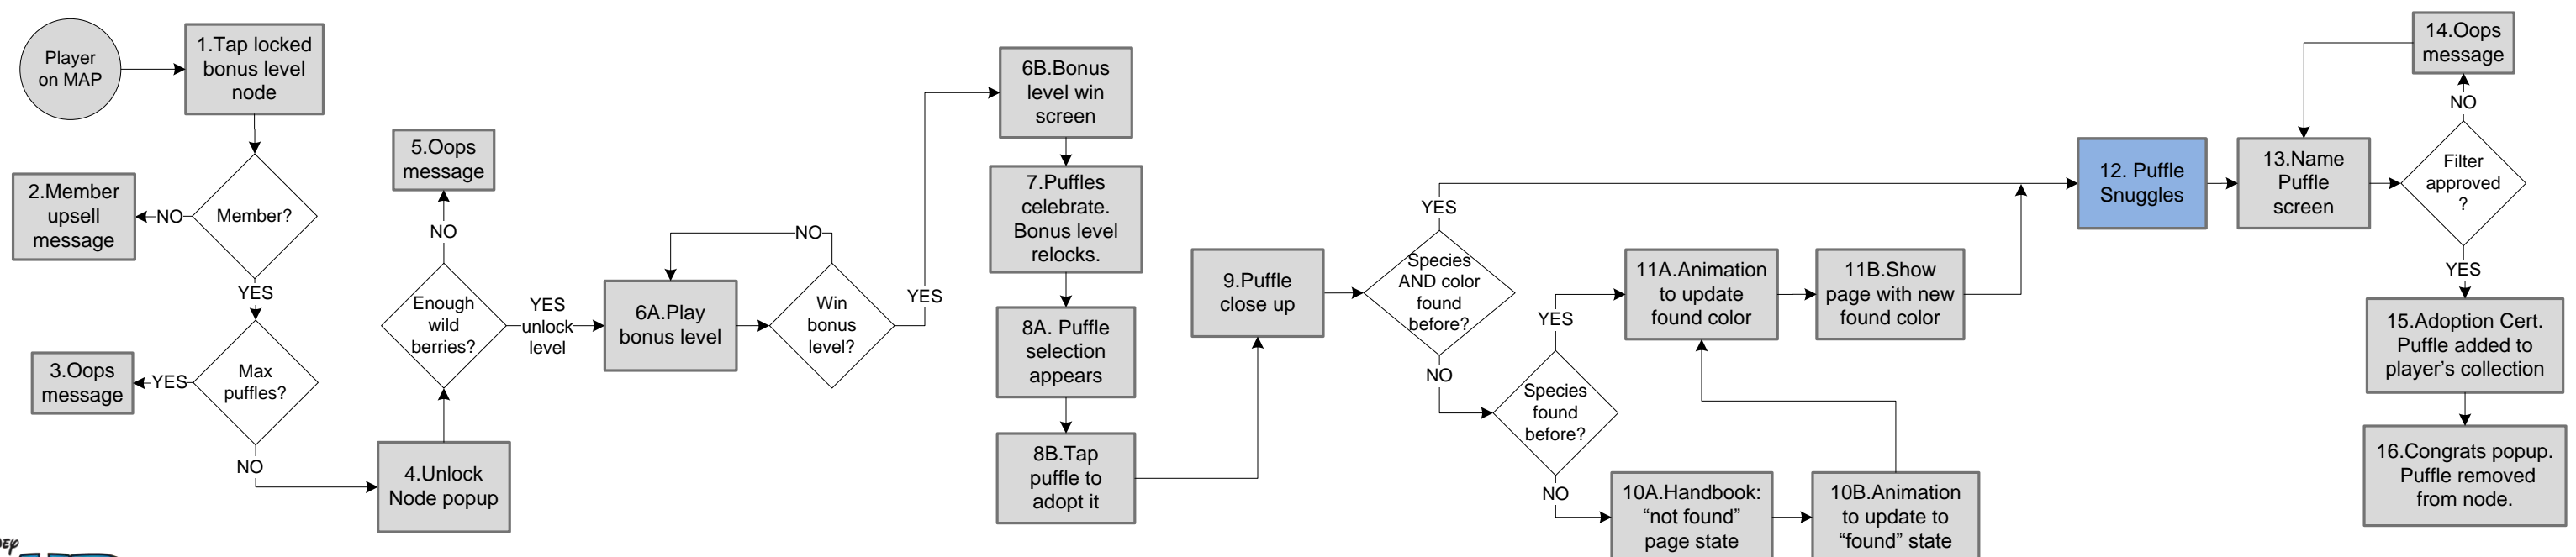 Player
on MAP
1.Tap locked
bonus level
node
Member?
NO
2.Member
upsell
message
YES
Max
puffles?
YES
3.Oops
message
NO
4.Unlock
Node popup
Enough
wild
berries?
NO
5.Oops
message
YES
unlock
level
6A.Play
bonus level
Win
bonus
level?
NO
YES
6B.Bonus
level win
screen
7.Puffles
celebrate.
Bonus level
relocks.
8A. Puffle
selection
appears
8B.Tap
puffle to
adopt it
9.Puffle
close up
Species
AND color
found
before?
YES
NO
Species
found
before?
YES
NO
10A.Handbook:
“not found”
page state
10B.Animation
to update to
“found” state
11A.Animation
to update
found color
11B.Show
page with new
found color
12. Puffle
Snuggles
13.Name
Puffle
screen
Filter
approved
?
NO
14.Oops
message
YES
15.Adoption Cert.
Puffle added to
player’s collection
16.Congrats popup.
Puffle removed
from node.